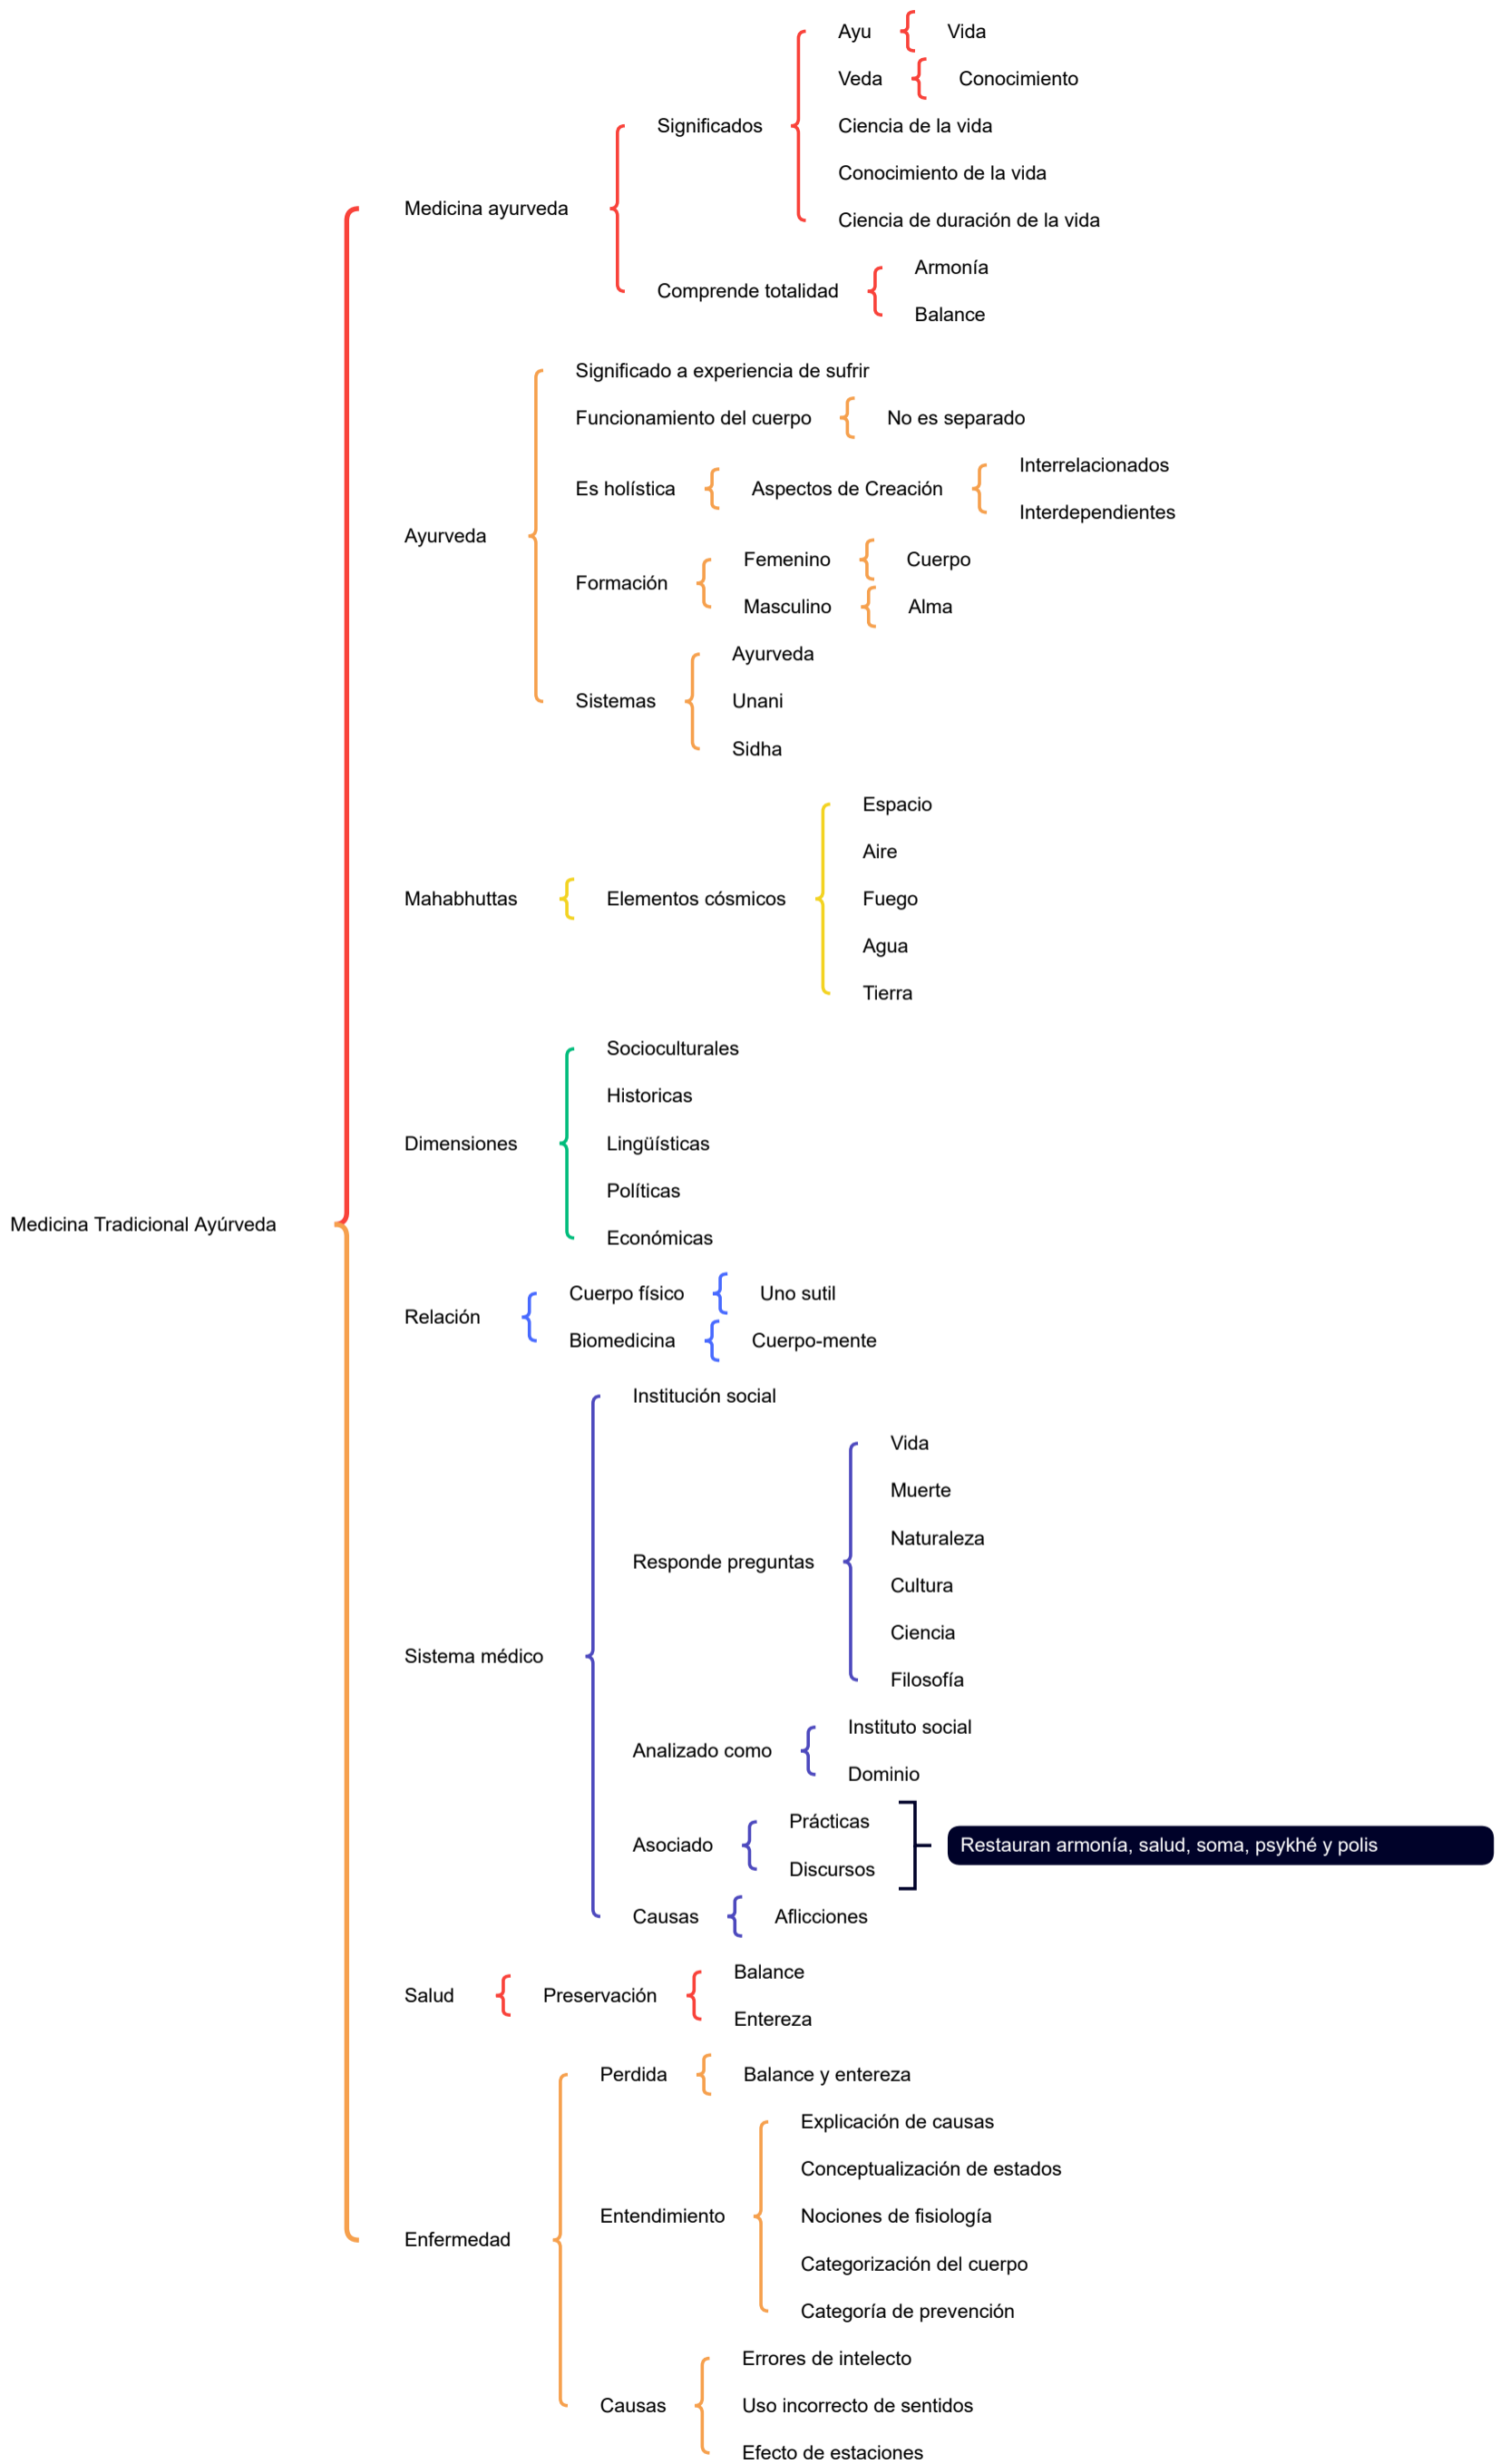 Medicina Tradicional Ayúrveda
Medicina ayurveda
Significados
Ayu
Vida
Veda
Conocimiento
Ciencia de la vida
Conocimiento de la vida
Ciencia de duración de la vida
Comprende totalidad
Armonía
Balance
Ayurveda
Significado a experiencia de sufrir
Funcionamiento del cuerpo
No es separado
Es holística
Aspectos de Creación
Interrelacionados
Interdependientes
Formación
Femenino
Cuerpo
Masculino
Alma
Sistemas
Ayurveda
Unani
Sidha
Mahabhuttas
Elementos cósmicos
Espacio
Aire
Fuego
Agua
Tierra
Dimensiones
Socioculturales
Historicas
Lingüísticas
Políticas
Económicas
Relación
Cuerpo físico
Uno sutil
Biomedicina
Cuerpo-mente
Sistema médico
Institución social
Responde preguntas
Vida
Muerte
Naturaleza
Cultura
Ciencia
Filosofía
Analizado como
Instituto social
Dominio
Asociado
Prácticas
Discursos
Restauran armonía, salud, soma, psykhé y polis
Causas
Aflicciones
Salud
Preservación
Balance
Entereza
Enfermedad
Perdida
Balance y entereza
Entendimiento
Explicación de causas
Conceptualización de estados
Nociones de fisiología
Categorización del cuerpo
Categoría de prevención
Causas
Errores de intelecto
Uso incorrecto de sentidos
Efecto de estaciones